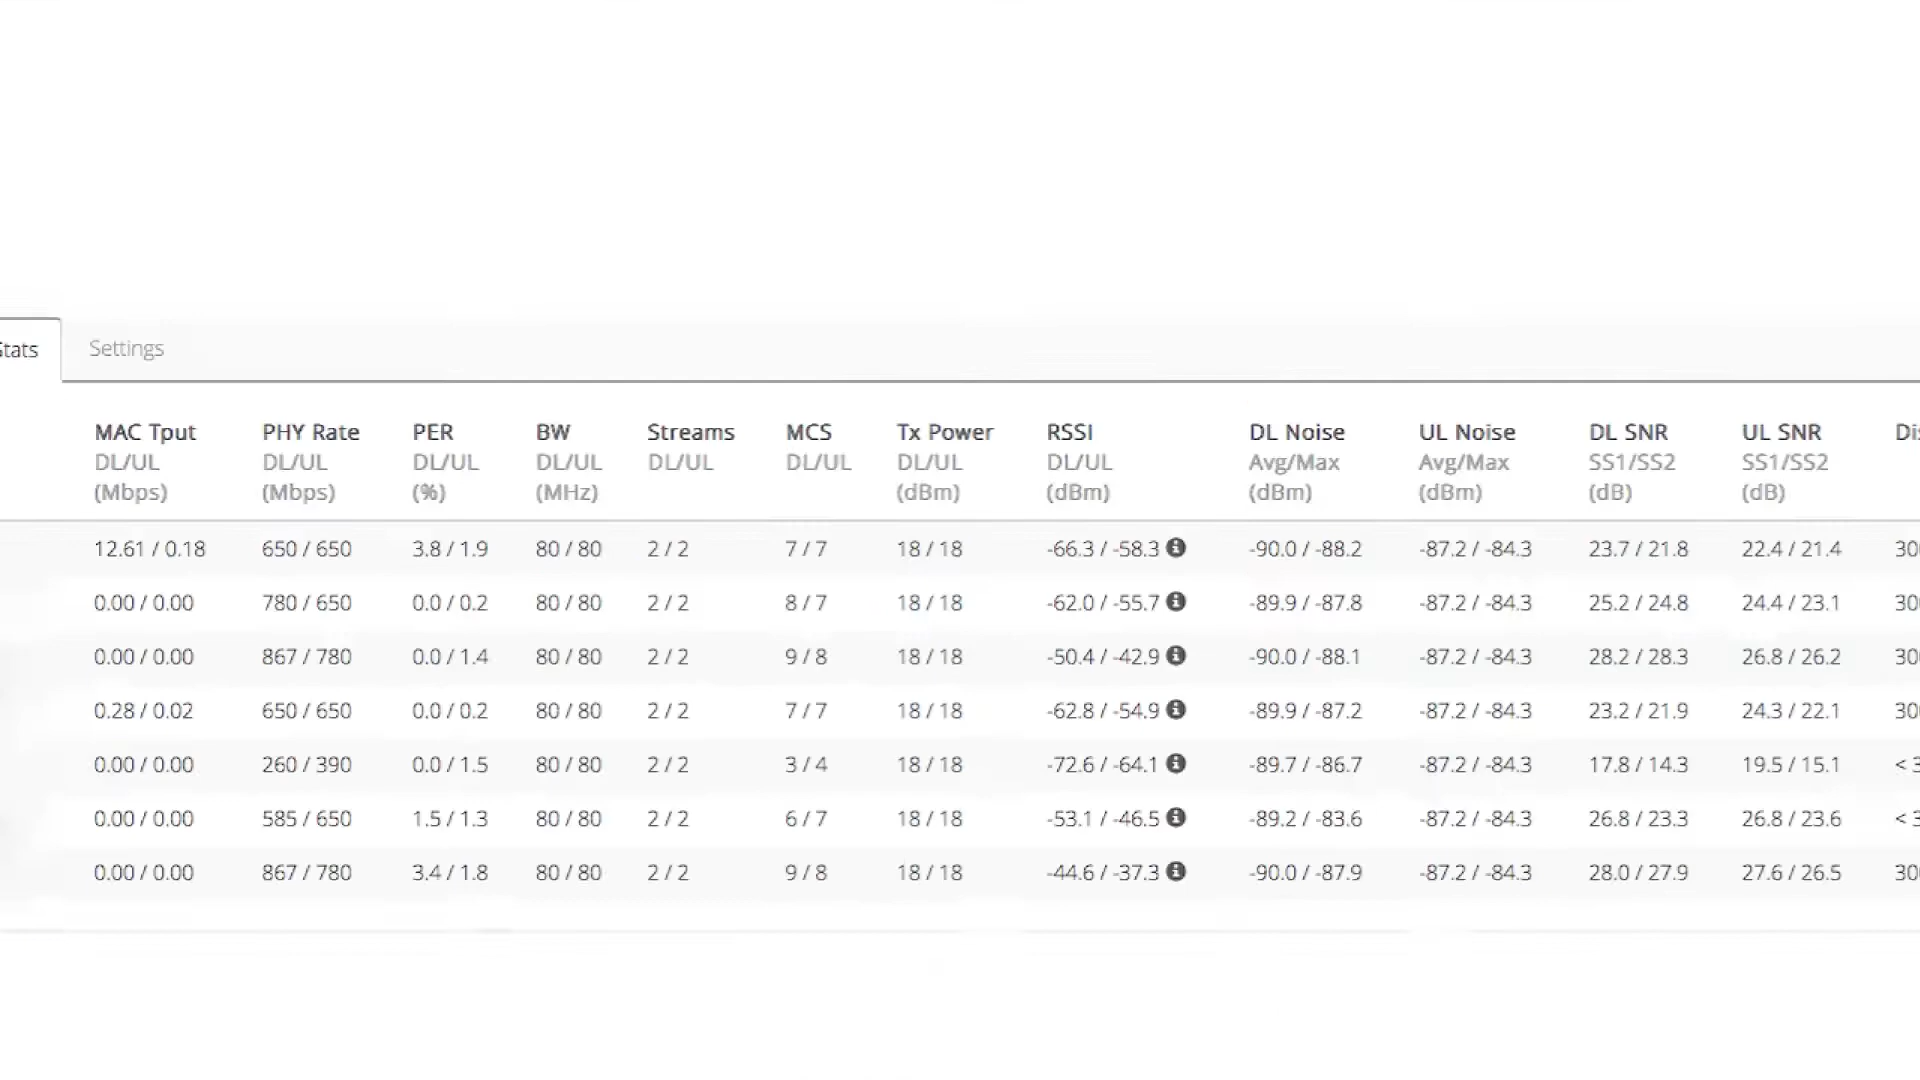 Stats Settings
MAC Tput PHY Rate PER BW Streams MCS Tx Power RSSI DL Noise UL Noise DL SNR UL SNR
DL/UL DL/UL DL/UL DL/UL DL/UL DL/UL DL/UL DL/UL Avg/Max Avg/Max SS1/SS2 SS1/SS2
(Mbps) (Mbps) (%) (MHz) (dBm) (dBm) (dBm) (dBm) (dB) (dB)
12.61 / 0.18 650 / 650 3.8 / 1.9 80 / 80 2 / 2 7 / 7 18 / 18 -66.3 / -58.3 -90.0 / -88.2 -87.2 / -84.3 23.7 / 21.8 22.4 / 21.4
0.00 / 0.00 780 / 650 0.0 / 0.2 80 / 80 2 / 2 8 / 7 18 / 18 -62.0 / -55.7 -89.9 / -87.8 -87.2 / -84.3 25.2 / 24.8 24.4 / 23.1
0.00 / 0.00 867 / 780 0.0 / 1.4 80 / 80 2 / 2 9 / 8 18 / 18 -50.4 / -42.9 -90.0 / -88.1 -87.2 / -84.3 28.2 / 28.3 26.8 / 26.2
0.28 / 0.02 650 / 650 0.0 / 0.2 80 / 80 2 / 2 7 / 7 18 / 18 -62.8 / -54.9 -89.9 / -87.2 -87.2 / -84.3 23.2 / 21.9 24.3 / 22.1
0.00 / 0.00 260 / 390 0.0 / 1.5 80 / 80 2 / 2 3 / 4 18 / 18 -72.6 / -64.1 -89.7 / -86.7 -87.2 / -84.3 17.8 / 14.3 19.5 / 15.1
0.00 / 0.00 585 / 650 1.5 / 1.3 80 / 80 2 / 2 6 / 7 18 / 18 -53.1 / -46.5 -89.2 / -83.6 -87.2 / -84.3 26.8 / 23.3 26.8 / 23.6
0.00 / 0.00 867 / 780 3.4 / 1.8 80 / 80 2 / 2 9 / 8 18 / 18 -44.6 / -37.3 -90.0 / -87.9 -87.2 / -84.3 28.0 / 27.9 27.6 / 26.5